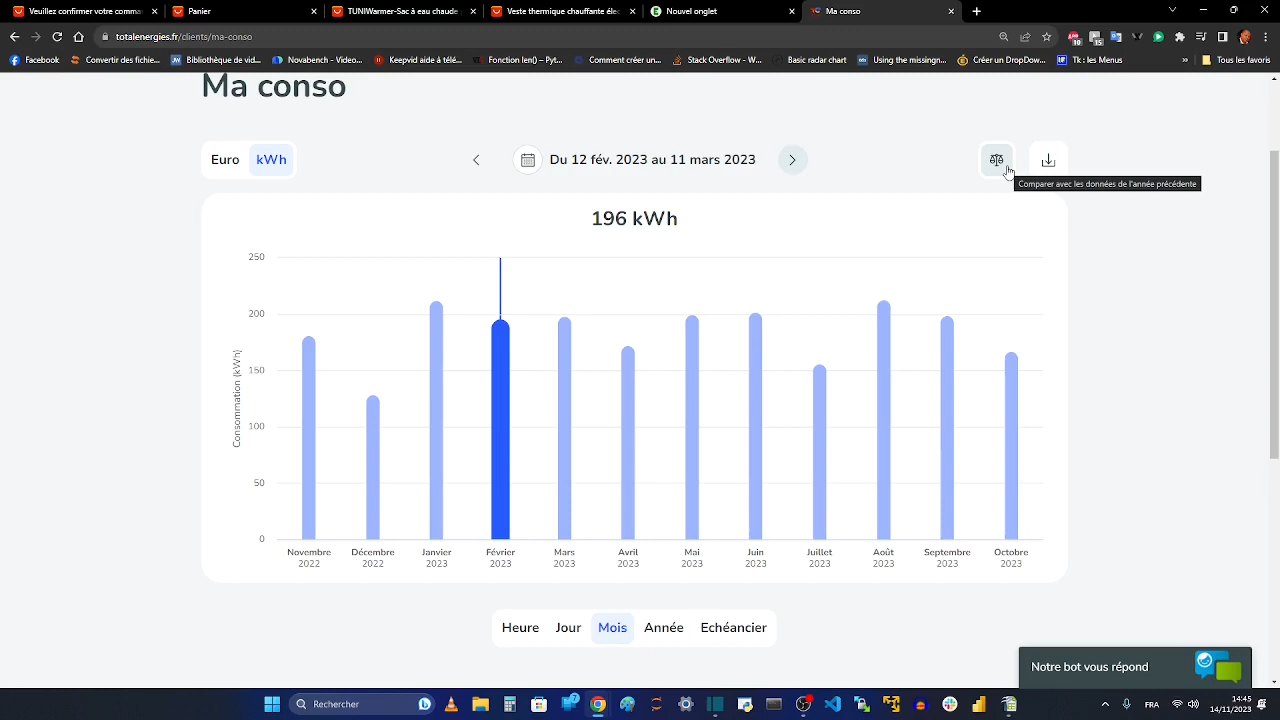 Veuillez confirmer votre comma
Panier
TUNIWarmer-Sac à eau chaude
Veste thermique chauffante élec
Nouvel onglet
Ma conso
totalenergies.fr/clients/ma-conso
Facebook
Convertir des fichie...
Bibliothèque de vid...
Novabench - Video...
Keepvid aide à télé...
Fonction len() – Pyt...
Comment créer un...
Stack Overflow - W...
Basic radar chart
Using the missingn...
Créer un DropDow...
Tk : les Menus
»
Tous les favoris
Ma conso
Euro
kWh
Du 12 fév. 2023 au 11 mars 2023
Comparer avec les données de l'année précédente
196 kWh
Consommation (kWh)
250
200
150
100
50
0
Novembre 2022
Décembre 2022
Janvier 2023
Février 2023
Mars 2023
Avril 2023
Mai 2023
Juin 2023
Juillet 2023
Août 2023
Septembre 2023
Octobre 2023
Heure
Jour
Mois
Année
Echéancier
Notre bot vous répond
Rechercher
FRA
14:45
14/11/2023